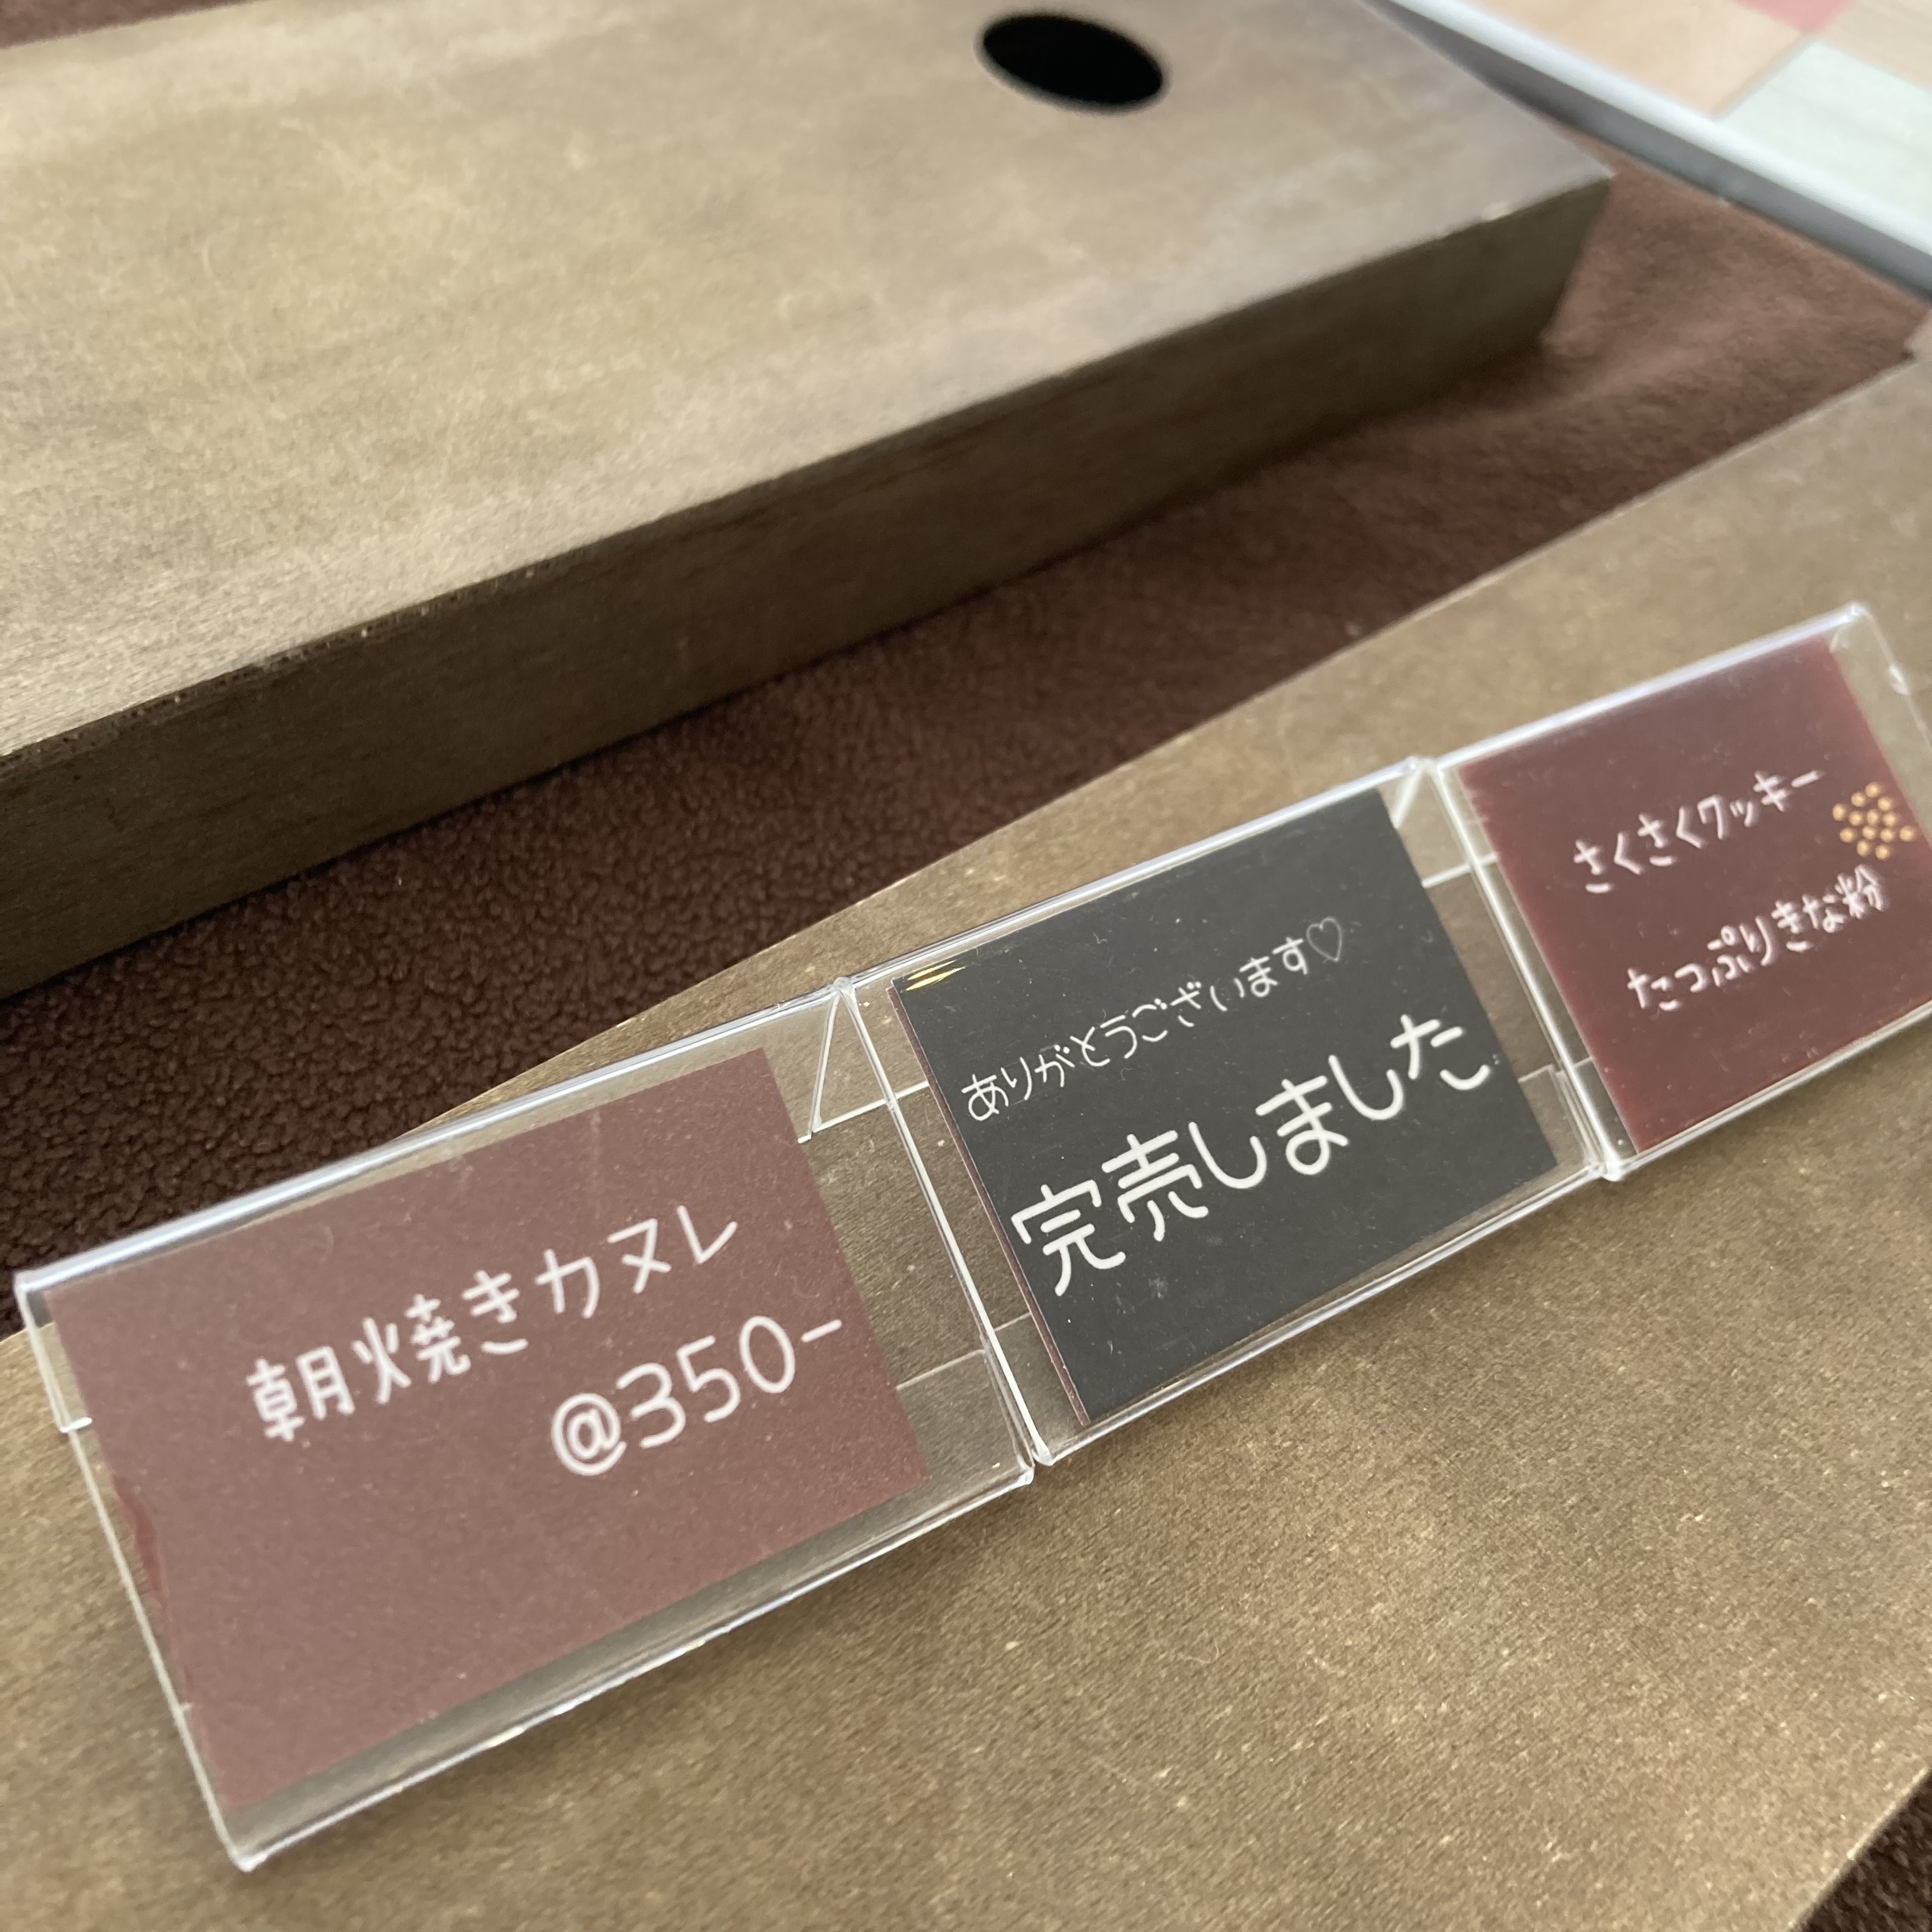 朝焼きカヌレ
@350-
ありがとうございます♡
完売しました
さくさくクッキー
たっぷりきな粉